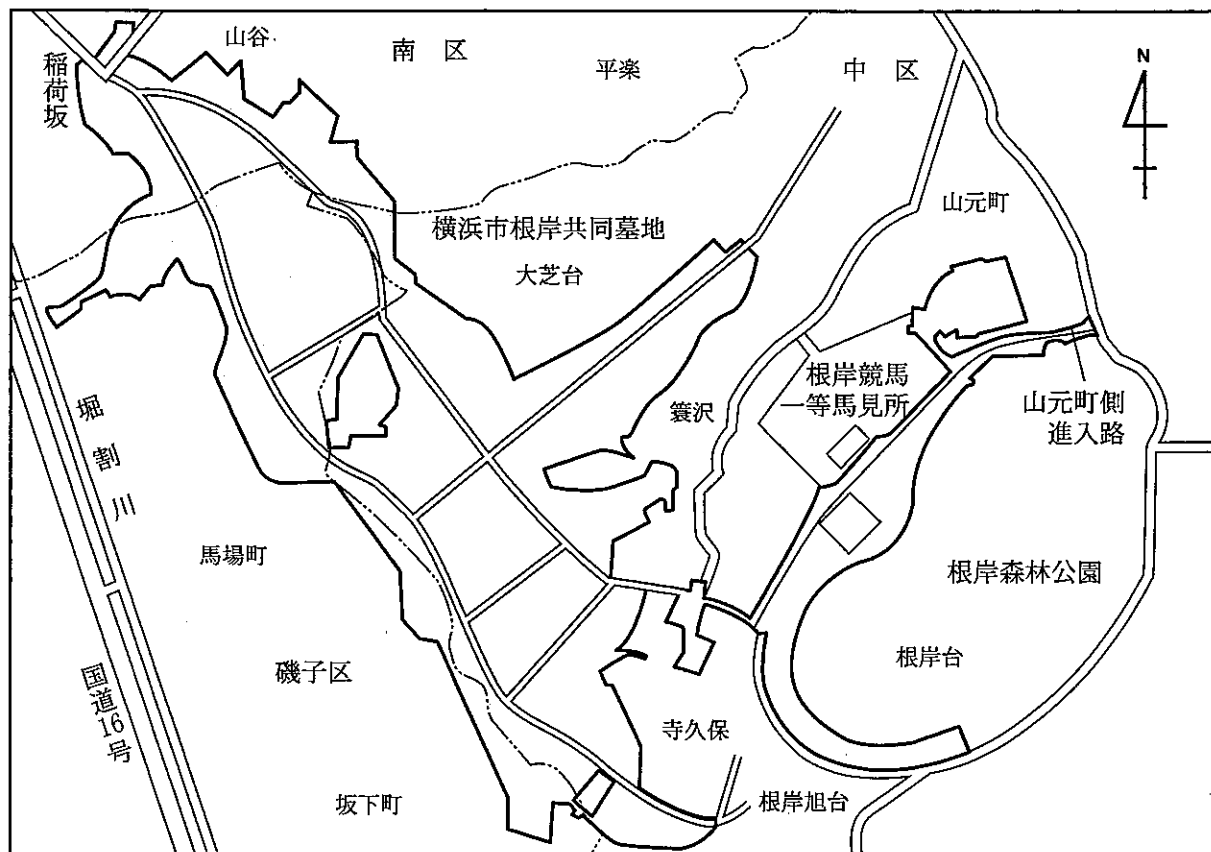 山谷
南区
平楽
中区
N
稲荷坂
山元町
横浜市根岸共同墓地
大芝台
根岸競馬
一等馬見所
簑沢
山元町側
進入路
堀割川
馬場町
根岸森林公園
根岸台
磯子区
国道16号
寺久保
坂下町
根岸旭台